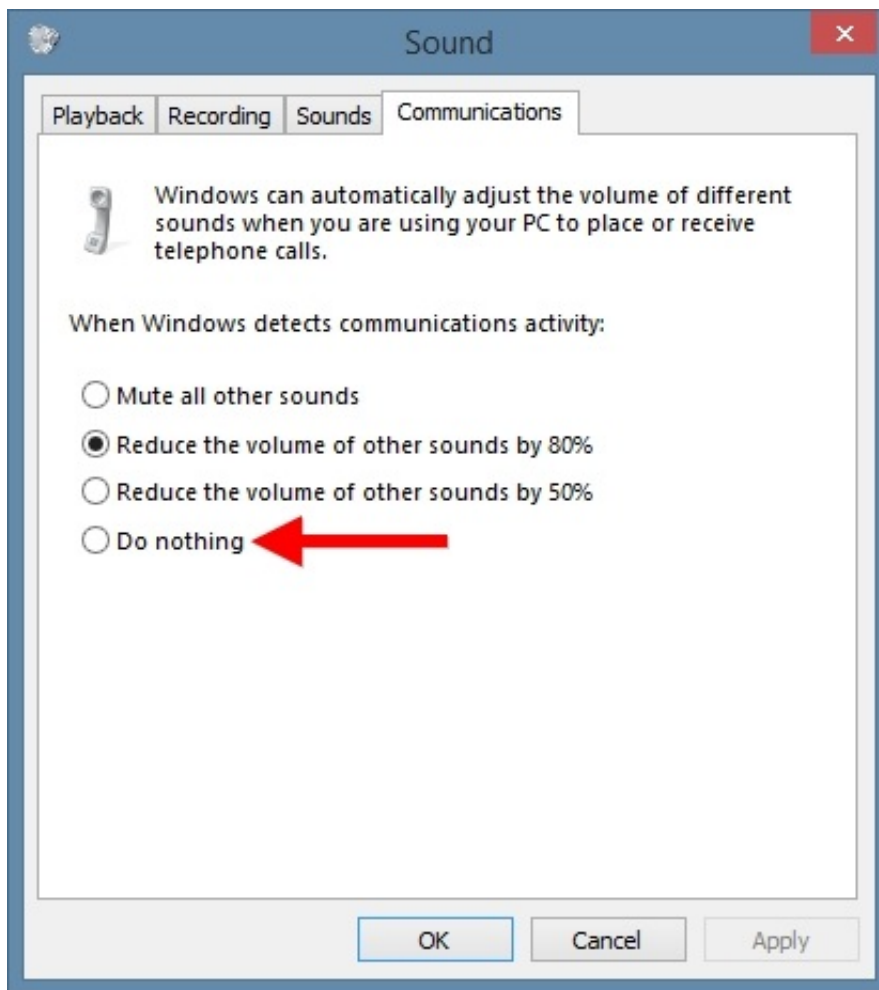 Sound
Playback Recording Sounds Communications
Windows can automatically adjust the volume of different
sounds when you are using your PC to place or receive
telephone calls.
When Windows detects communications activity:
Mute all other sounds
Reduce the volume of other sounds by 80%
Reduce the volume of other sounds by 50%
Do nothing
OK Cancel Apply